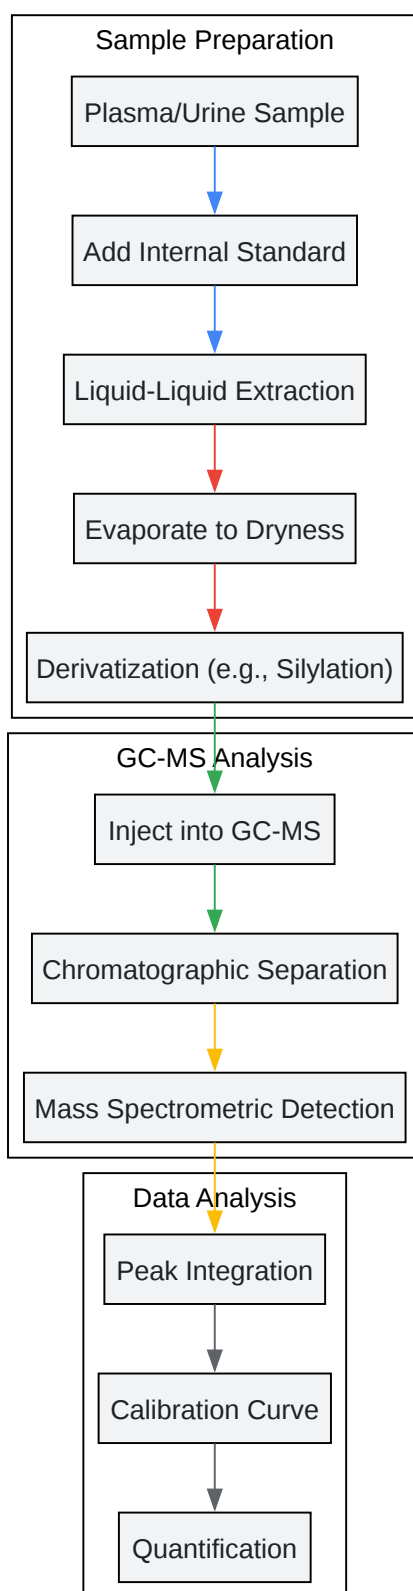 Sample Preparation
Plasma/Urine Sample
Add Internal Standard
Liquid-Liquid Extraction
Evaporate to Dryness
Derivatization (e.g., Silylation)
GC-MS Analysis
Inject into GC-MS
Chromatographic Separation
Mass Spectrometric Detection
Data Analysis
Peak Integration
Calibration Curve
Quantification